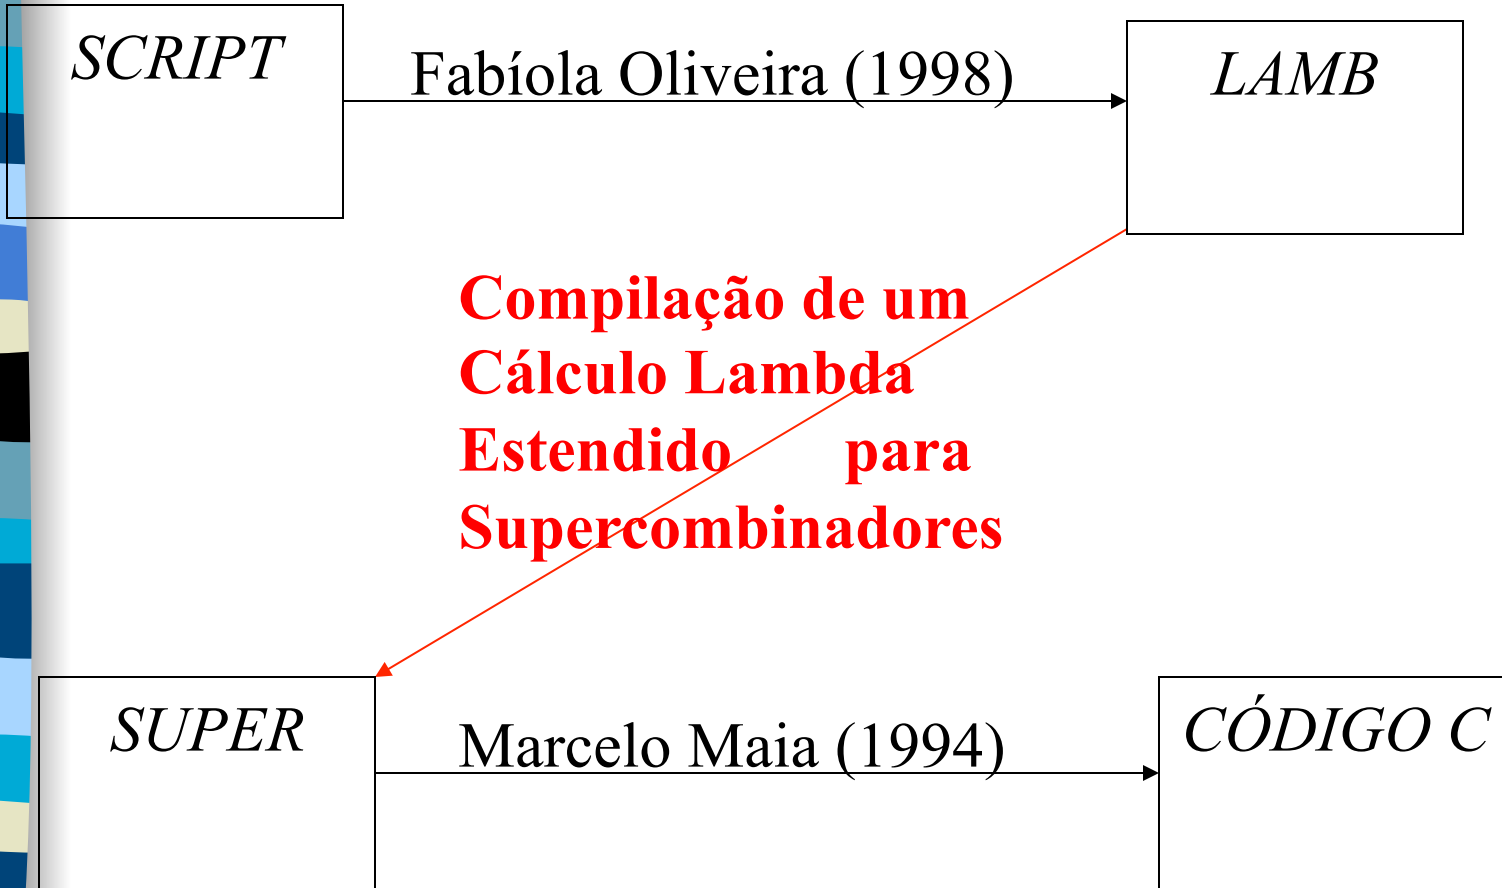 SCRIPT
Fabíola Oliveira (1998)
LAMB
Compilação de um
Cálculo Lambda
Estendido para
Supercombinadores
SUPER
Marcelo Maia (1994)
CÓDIGO C